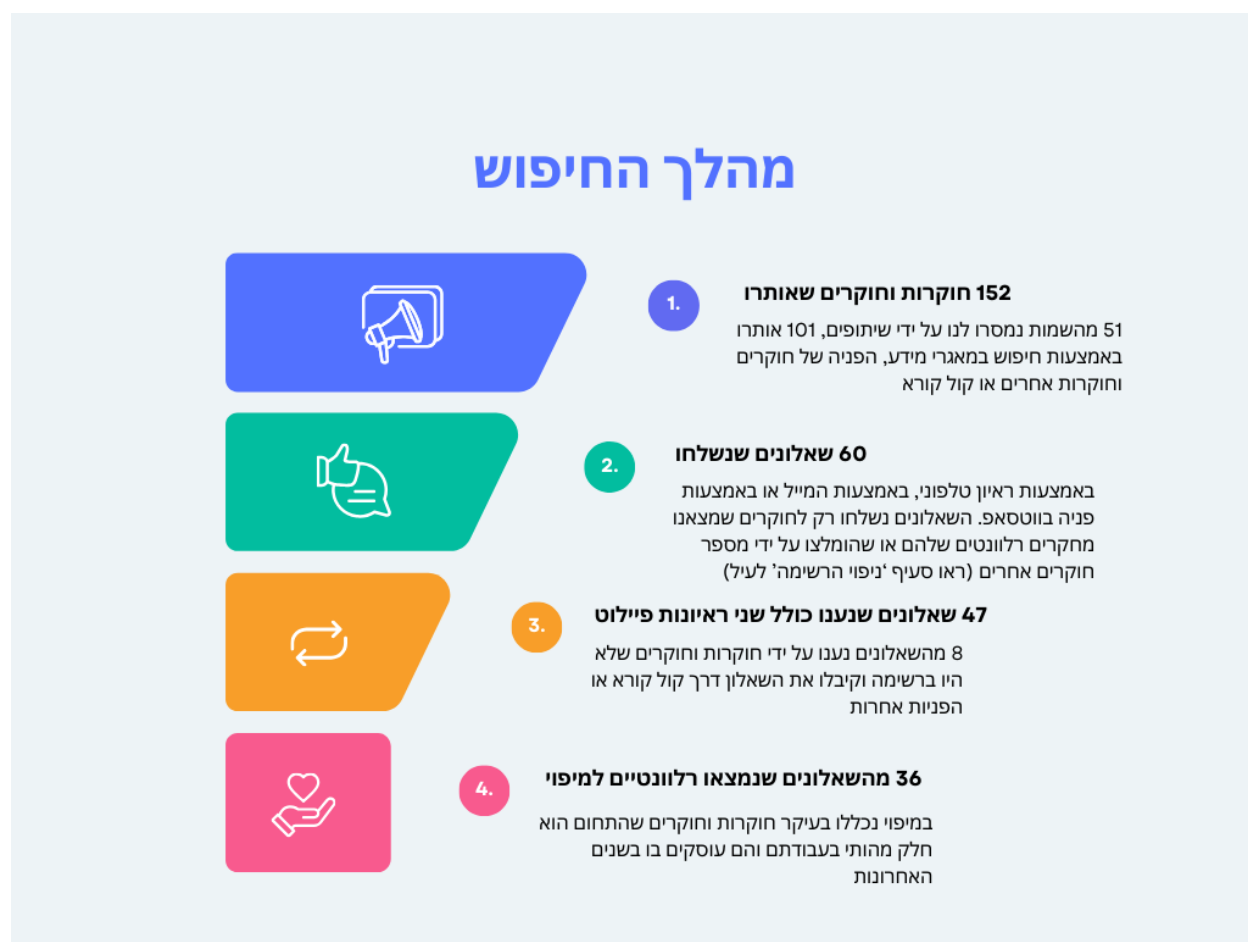 מהלך החיפוש
1.
152 חוקרות וחוקרים שאותרו
51 מהשמות נמסרו לנו על ידי שיתופים, 101 אותרו
באמצעות חיפוש במאגרי מידע, הפניה של חוקרים
וחוקרות אחרים או קול קורא
2.
60 שאלונים שנשלחו
באמצעות ראיון טלפוני, באמצעות המייל או באמצעות
פניה בווטסאפ. השאלונים נשלחו רק לחוקרים שמצאנו
מחקרים רלוונטים שלהם או שהומלצו על ידי מספר
חוקרים אחרים (ראו סעיף ‘ניפוי הרשימה’ לעיל)
3.
47 שאלונים שנענו כולל שני ראיונות פיילוט
8 מהשאלונים נענו על ידי חוקרות וחוקרים שלא
היו ברשימה וקיבלו את השאלון דרך קול קורא או
הפניות אחרות
4.
36 מהשאלונים שנמצאו רלוונטיים למיפוי
במיפוי נכללו בעיקר חוקרות וחוקרים שהתחום הוא
חלק מהותי בעבודתם והם עוסקים בו בשנים
האחרונות